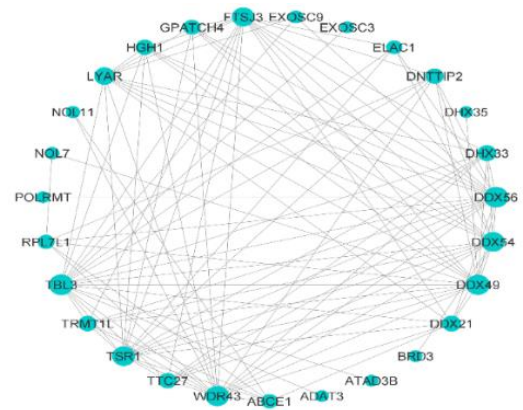 FTSJ3
EXOSC9
EXOSC3
ELAC1
DNTTIP2
DHX35
DHX33
DDX56
DDX54
DDX49
DDX21
BRD3
ATAD3B
ADAT3
ABCE1
WDR43
TTC27
TSR1
TRMT1L
TBL3
RPL7L1
POLRMT
NOL7
NOL11
LYAR
HGH1
GPATCH4